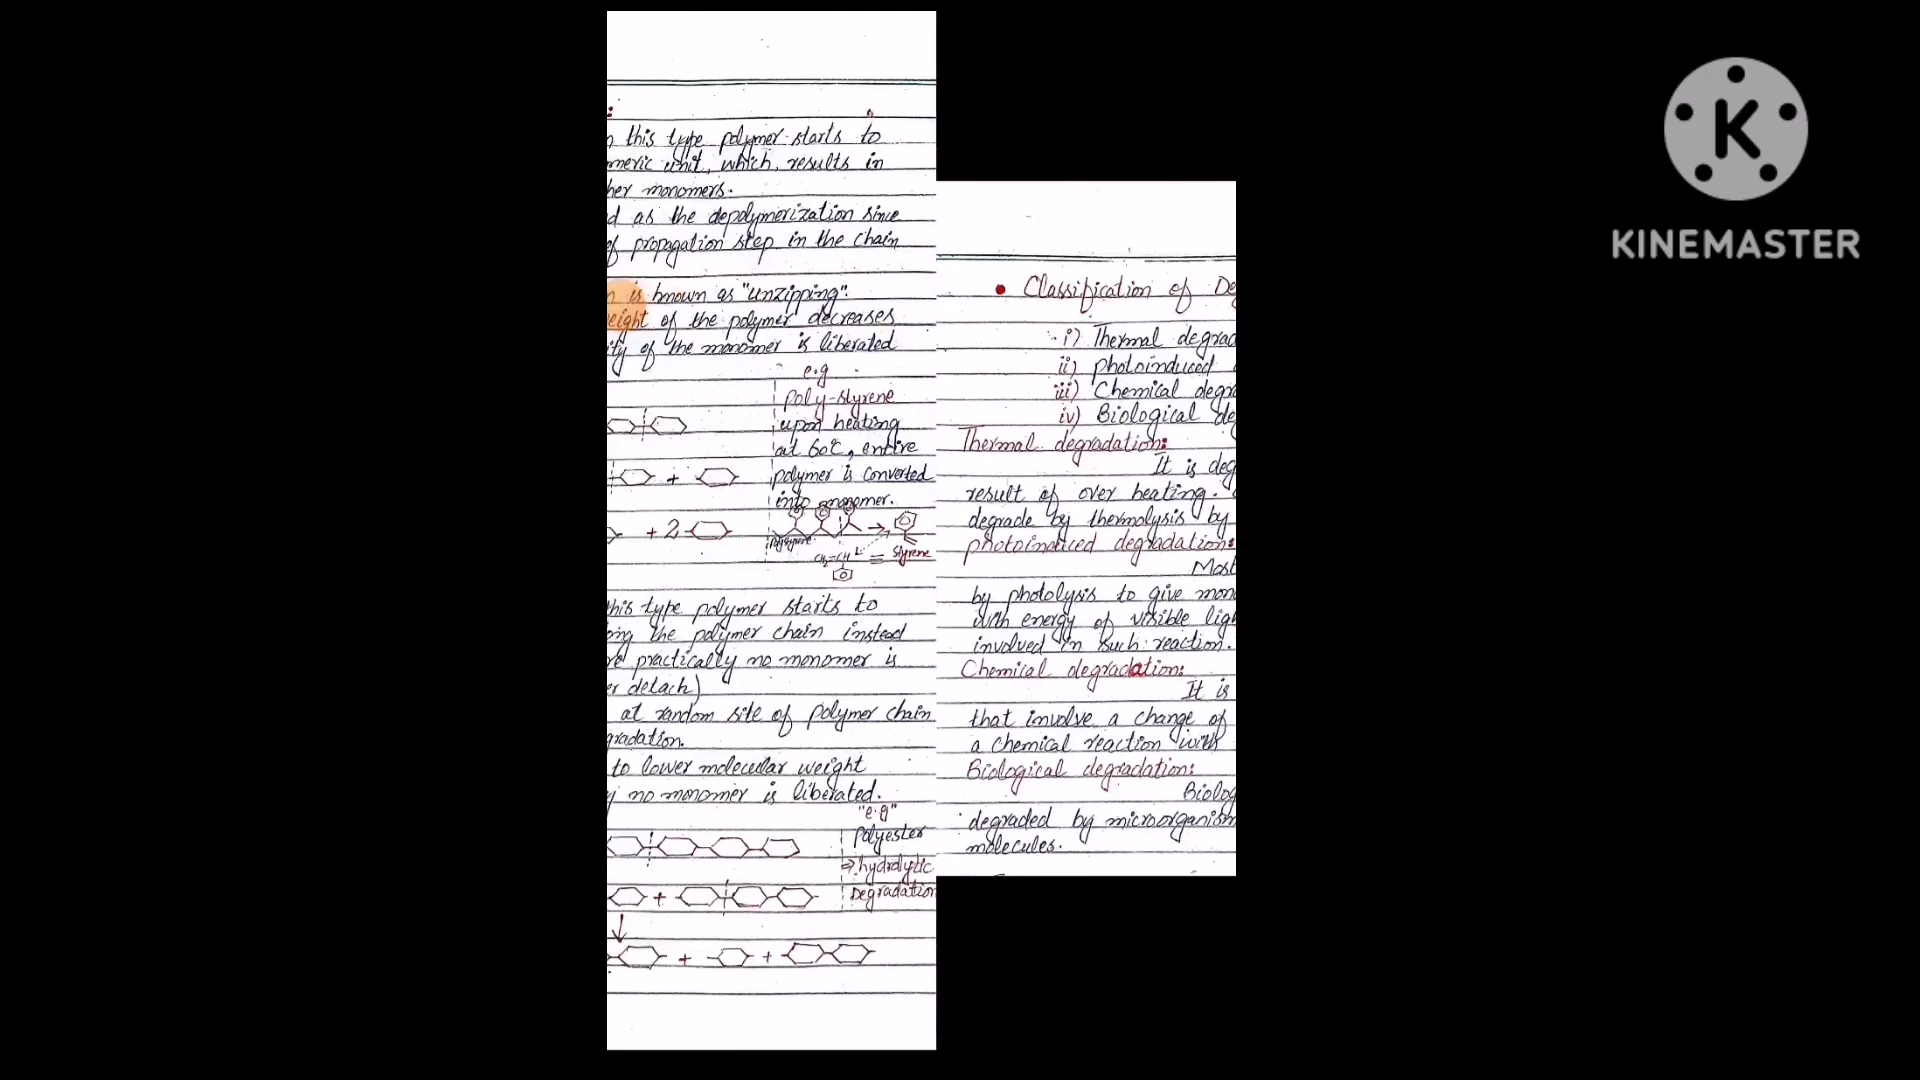 n this type polymer starts to
meric unit, which results in
her monomers.
d as the depolymerization since
of propagation step in the chain
n is known as "unzipping".
eight of the polymer decreases
ity of the monomer is liberated
e.g
poly-styrene
upon heating
at 60°C, entire
+ polymer is converted
into monomer.
+ 2
CH2=CH
= Styrene
this type polymer starts to
ong the polymer chain instead
re practically no monomer is
er detach)
at random site of polymer chain
gradation.
to lower molecular weight
y no monomer is liberated.
"e.g"
polyester
⇒ hydrolytic
+ Degradation
+ +
• Classification of De
i) Thermal degrad
ii) photoinduced
iii) Chemical degra
iv) Biological de
Thermal degradation:
It is deg
result of over heating.
degrade by thermolysis by
photoinduced degradation:
Most
by photolysis to give mon
with energy of visible ligh
involved in such reaction.
Chemical degradation:
It is
that involve a change of
a chemical reaction with
Biological degradation:
Biolog
degraded by microorganism
molecules.
K
KINEMASTER